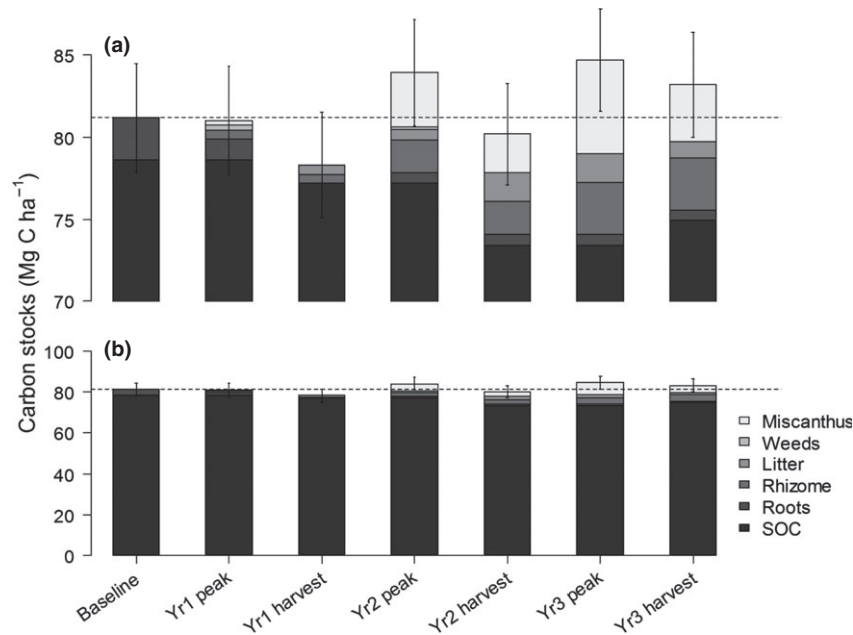 (a)
85
80
75
70
Carbon stocks (Mg C ha⁻¹)
(b)
100
80
60
40
20
0
Miscanthus
Weeds
Litter
Rhizome
Roots
SOC
Baseline
Yr1 peak
Yr1 harvest
Yr2 peak
Yr2 harvest
Yr3 peak
Yr3 harvest